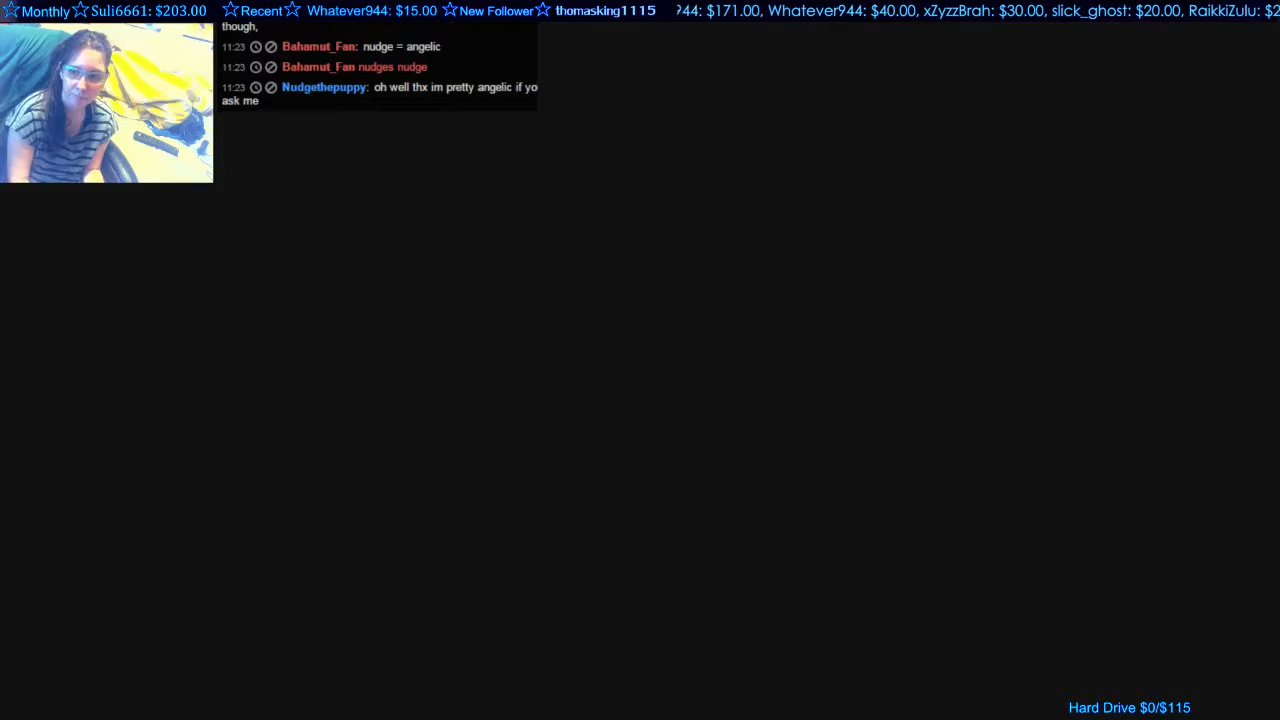 ☆Monthly☆ Suli6661: $203.00 ☆Recent☆ Whatever944: $15.00 ☆New Follower☆ thomasking1115 944: $171.00, Whatever944: $40.00, xZyzzBrah: $30.00, slick_ghost: $20.00, RaikkiZulu: $2
though,
11:23 Bahamut_Fan: nudge = angelic
11:23 Bahamut_Fan nudges nudge
11:23 Nudgethepuppy: oh well thx im pretty angelic if yo
ask me
Hard Drive $0/$115